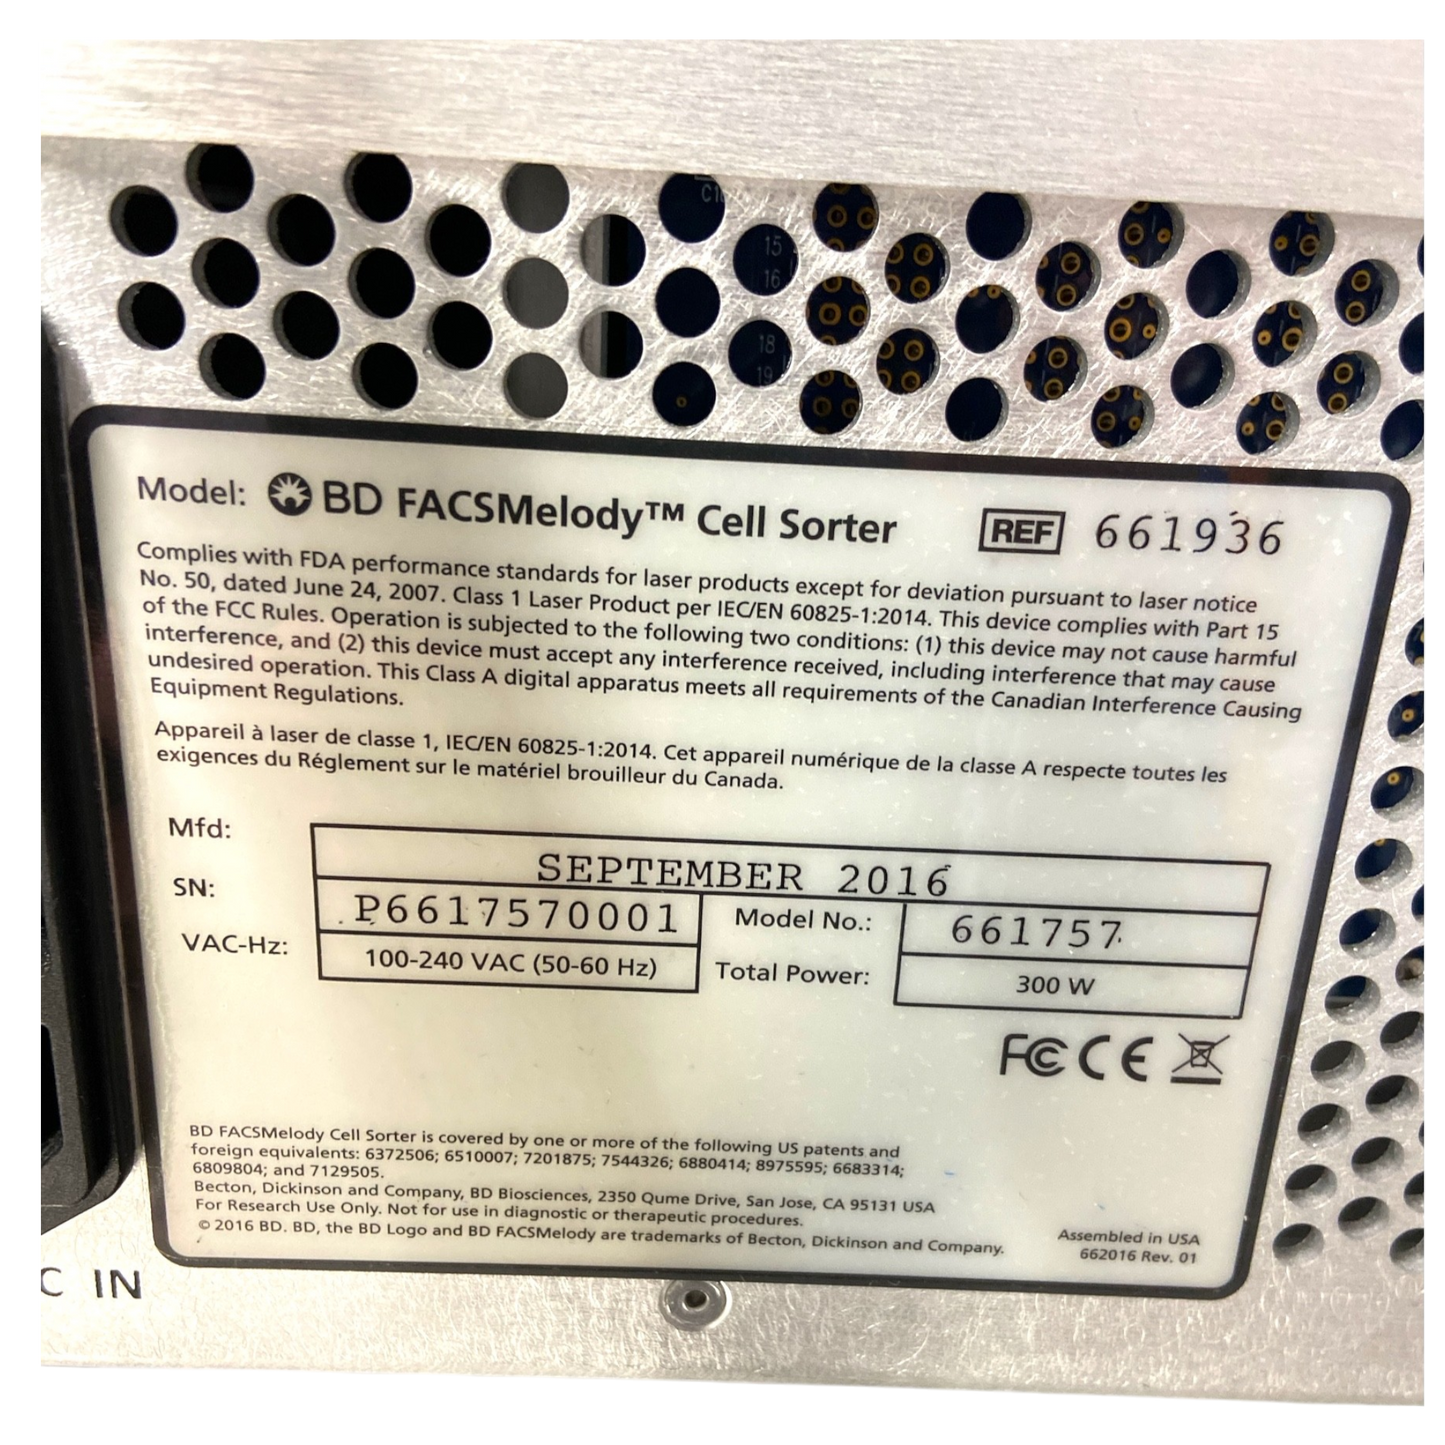 C1
15
16
18
19
Model: BD FACSMelody™ Cell Sorter REF 661936
Complies with FDA performance standards for laser products except for deviation pursuant to laser notice
No. 50, dated June 24, 2007. Class 1 Laser Product per IEC/EN 60825-1:2014. This device complies with Part 15
of the FCC Rules. Operation is subjected to the following two conditions: (1) this device may not cause harmful
interference, and (2) this device must accept any interference received, including interference that may cause
undesired operation. This Class A digital apparatus meets all requirements of the Canadian Interference Causing
Equipment Regulations.
Appareil à laser de classe 1, IEC/EN 60825-1:2014. Cet appareil numérique de la classe A respecte toutes les
exigences du Réglement sur le matériel brouilleur du Canada.
Mfd: SEPTEMBER 2016
SN: P6617570001 Model No.: 661757
VAC-Hz: 100-240 VAC (50-60 Hz) Total Power: 300 W
FC CE
BD FACSMelody Cell Sorter is covered by one or more of the following US patents and
foreign equivalents: 6372506; 6510007; 7201875; 7544326; 6880414; 8975595; 6683314;
6809804; and 7129505.
Becton, Dickinson and Company, BD Biosciences, 2350 Qume Drive, San Jose, CA 95131 USA
For Research Use Only. Not for use in diagnostic or therapeutic procedures.
© 2016 BD. BD, the BD Logo and BD FACSMelody are trademarks of Becton, Dickinson and Company.
Assembled in USA
662016 Rev. 01
C IN